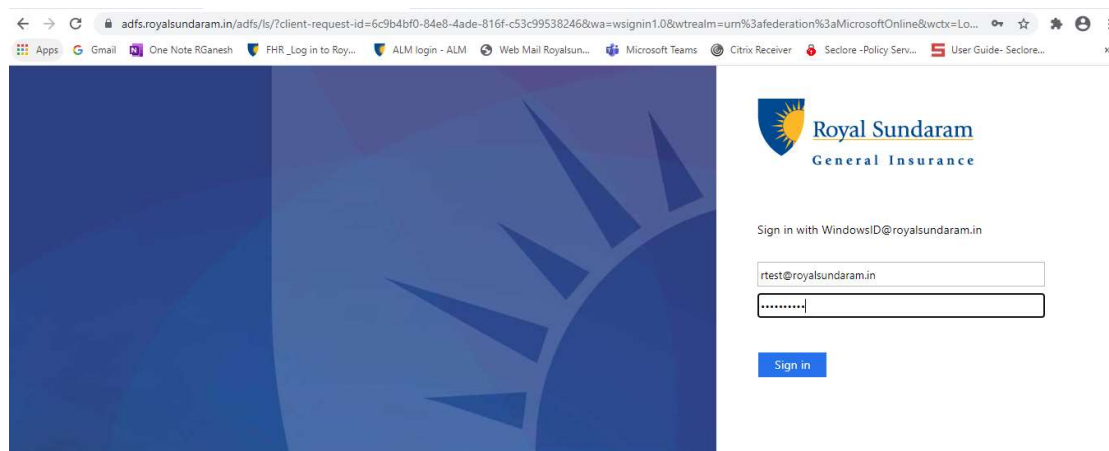 adfs.royalsundaram.in/adfs/ls/?client-request-id=6c9b4bf0-84e8-4ade-816f-c53c99538246&wa=wsignin1.0&wtrealm=urn%3afederation%3aMicrosoftOnline&wctx=Lo...
Apps Gmail One Note RGanesh FHR _Log in to Roy... ALM login - ALM Web Mail Royalsun... Microsoft Teams Citrix Receiver Seclore -Policy Serv... User Guide- Seclore...
Royal Sundaram
General Insurance
Sign in with WindowsID@royalsundaram.in
rtest@royalsundaram.in
••••••••••
Sign in